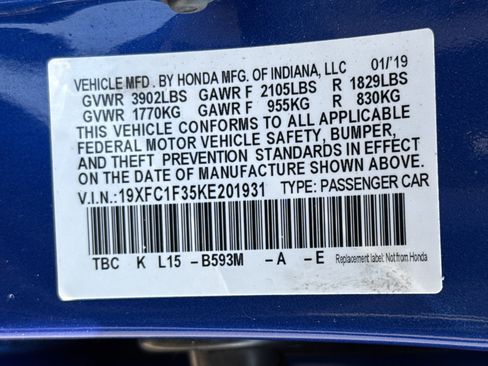 VEHICLE MFD. BY HONDA MFG. OF INDIANA, LLC 01/'19
GVWR 3902LBS GAWR F 2105LBS R 1829LBS
GVWR 1770KG GAWR F 955KG R 830KG
THIS VEHICLE CONFORMS TO ALL APPLICABLE
FEDERAL MOTOR VEHICLE SAFETY, BUMPER,
AND THEFT PREVENTION STANDARDS IN EFFECT
ON THE DATE OF MANUFACTURE SHOWN ABOVE.
V.I.N.:19XFC1F35KE201931 TYPE: PASSENGER CAR
TBC K L15 -B593M -A -E Replacement label: Not from Honda